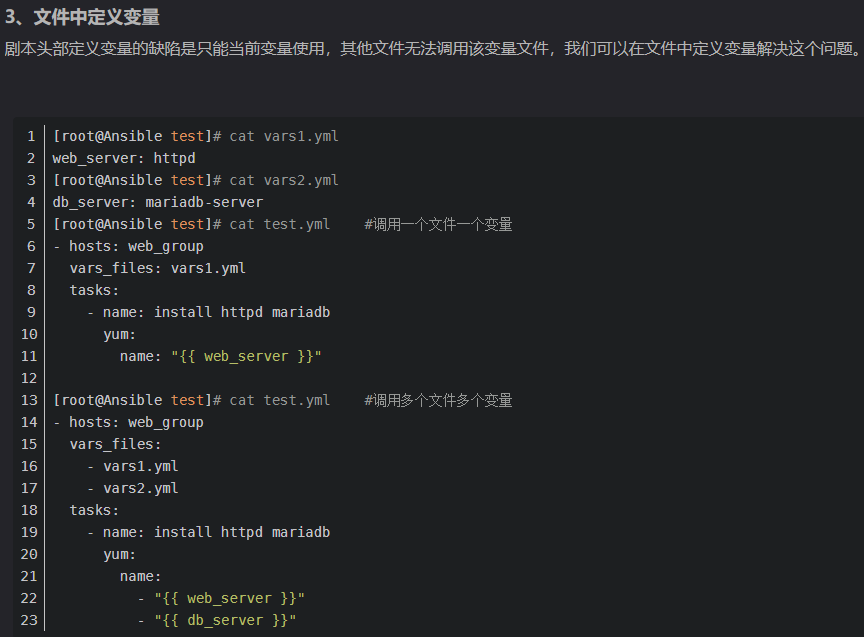 3、文件中定义变量
剧本头部定义变量的缺陷是只能当前变量使用，其他文件无法调用该变量文件，我们可以在文件中定义变量解决这个问题。
1 [root@Ansible test]# cat vars1.yml
2 web_server: httpd
3 [root@Ansible test]# cat vars2.yml
4 db_server: mariadb-server
5 [root@Ansible test]# cat test.yml    #调用一个文件一个变量
6 - hosts: web_group
7   vars_files: vars1.yml
8   tasks:
9     - name: install httpd mariadb
10       yum:
11         name: "{{ web_server }}"
12
13 [root@Ansible test]# cat test.yml    #调用多个文件多个变量
14 - hosts: web_group
15   vars_files:
16     - vars1.yml
17     - vars2.yml
18   tasks:
19     - name: install httpd mariadb
20       yum:
21         name:
22           - "{{ web_server }}"
23           - "{{ db_server }}"